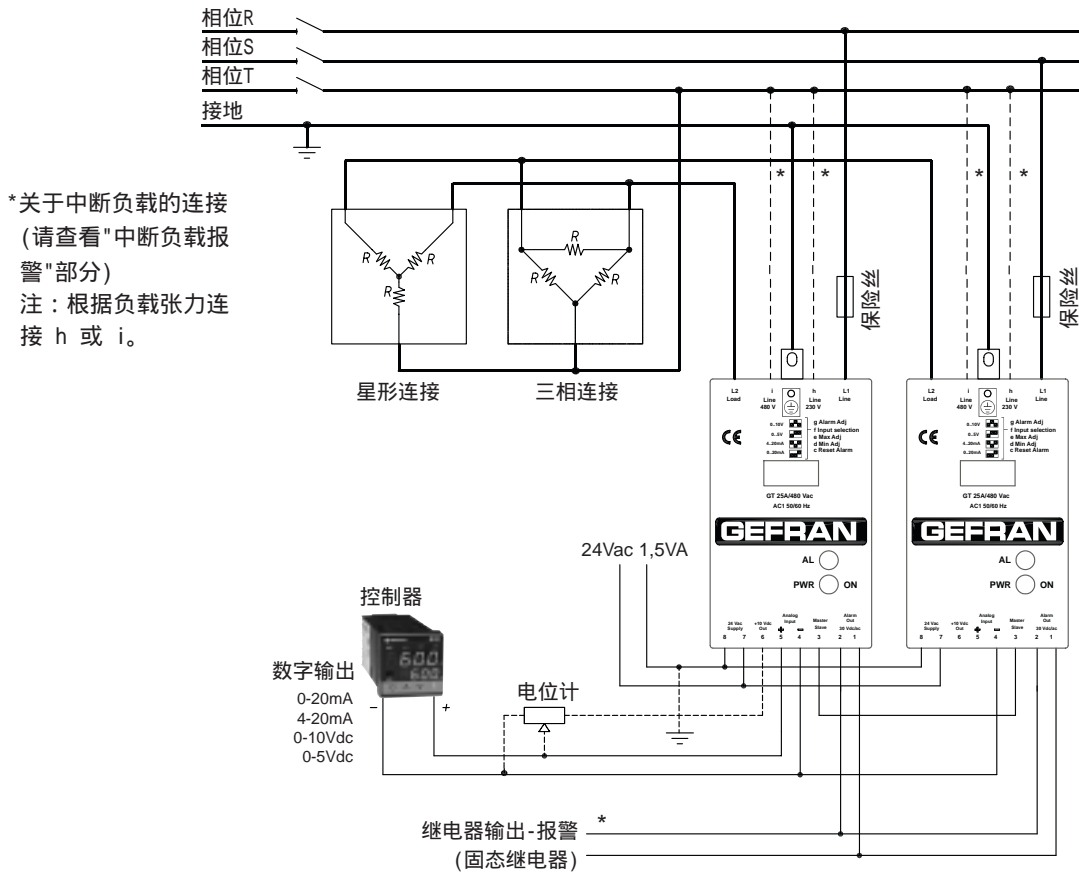 相位R
相位S
相位T
接地
*关于中断负载的连接
(请查看"中断负载报
警"部分)
注：根据负载张力连
接 h 或 i。
R
R
R
星形连接
R
R
R
三相连接
*
*
保险丝
*
*
保险丝
L2
Load
i
Line
480 V
h
Line
230 V
L1
Line
CE
0..10V
0..5V
4..20mA
0..20mA
g Alarm Adj
f Input selection
e Max Adj
d Min Adj
c Reset Alarm
GT 25A/480 Vac
AC1 50/60 Hz
GEFRAN
AL
PWR ON
24 Vac
Supply
+10 Vdc
Out
Analog
Input
+ -
Master
Slave
Alarm
Out
30 Vdc/ac
8 7 6 5 4 3 2 1
L2
Load
i
Line
480 V
h
Line
230 V
L1
Line
CE
0..10V
0..5V
4..20mA
0..20mA
g Alarm Adj
f Input selection
e Max Adj
d Min Adj
c Reset Alarm
GT 25A/480 Vac
AC1 50/60 Hz
GEFRAN
AL
PWR ON
24 Vac
Supply
+10 Vdc
Out
Analog
Input
+ -
Master
Slave
Alarm
Out
30 Vdc/ac
8 7 6 5 4 3 2 1
24Vac 1,5VA
控制器
600
600
数字输出
0-20mA
4-20mA
0-10Vdc
0-5Vdc
- +
电位计
继电器输出-报警 *
(固态继电器)